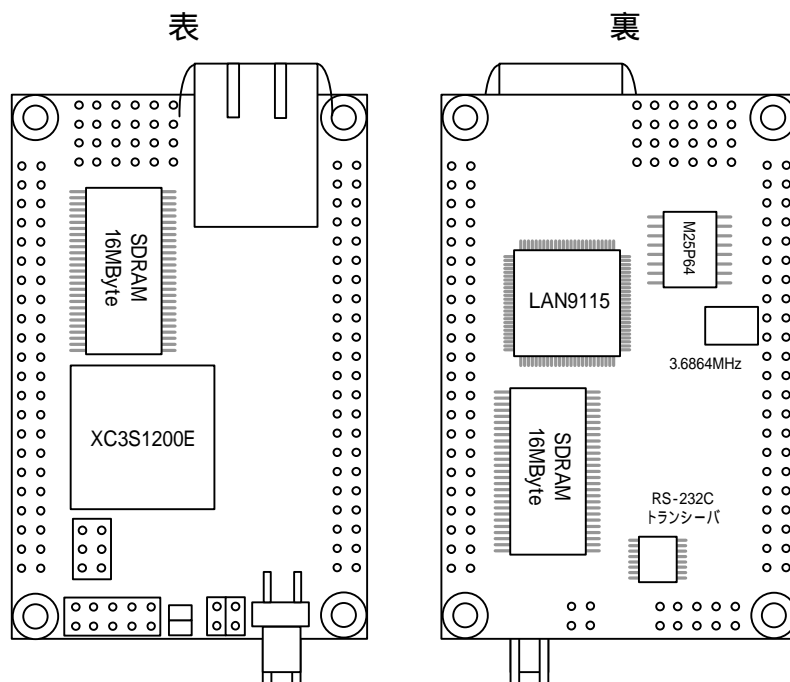 表
裏
SDRAM
16MByte
XC3S1200E
M25P64
LAN9115
3.6864MHz
SDRAM
16MByte
RS-232C
トランシーバ